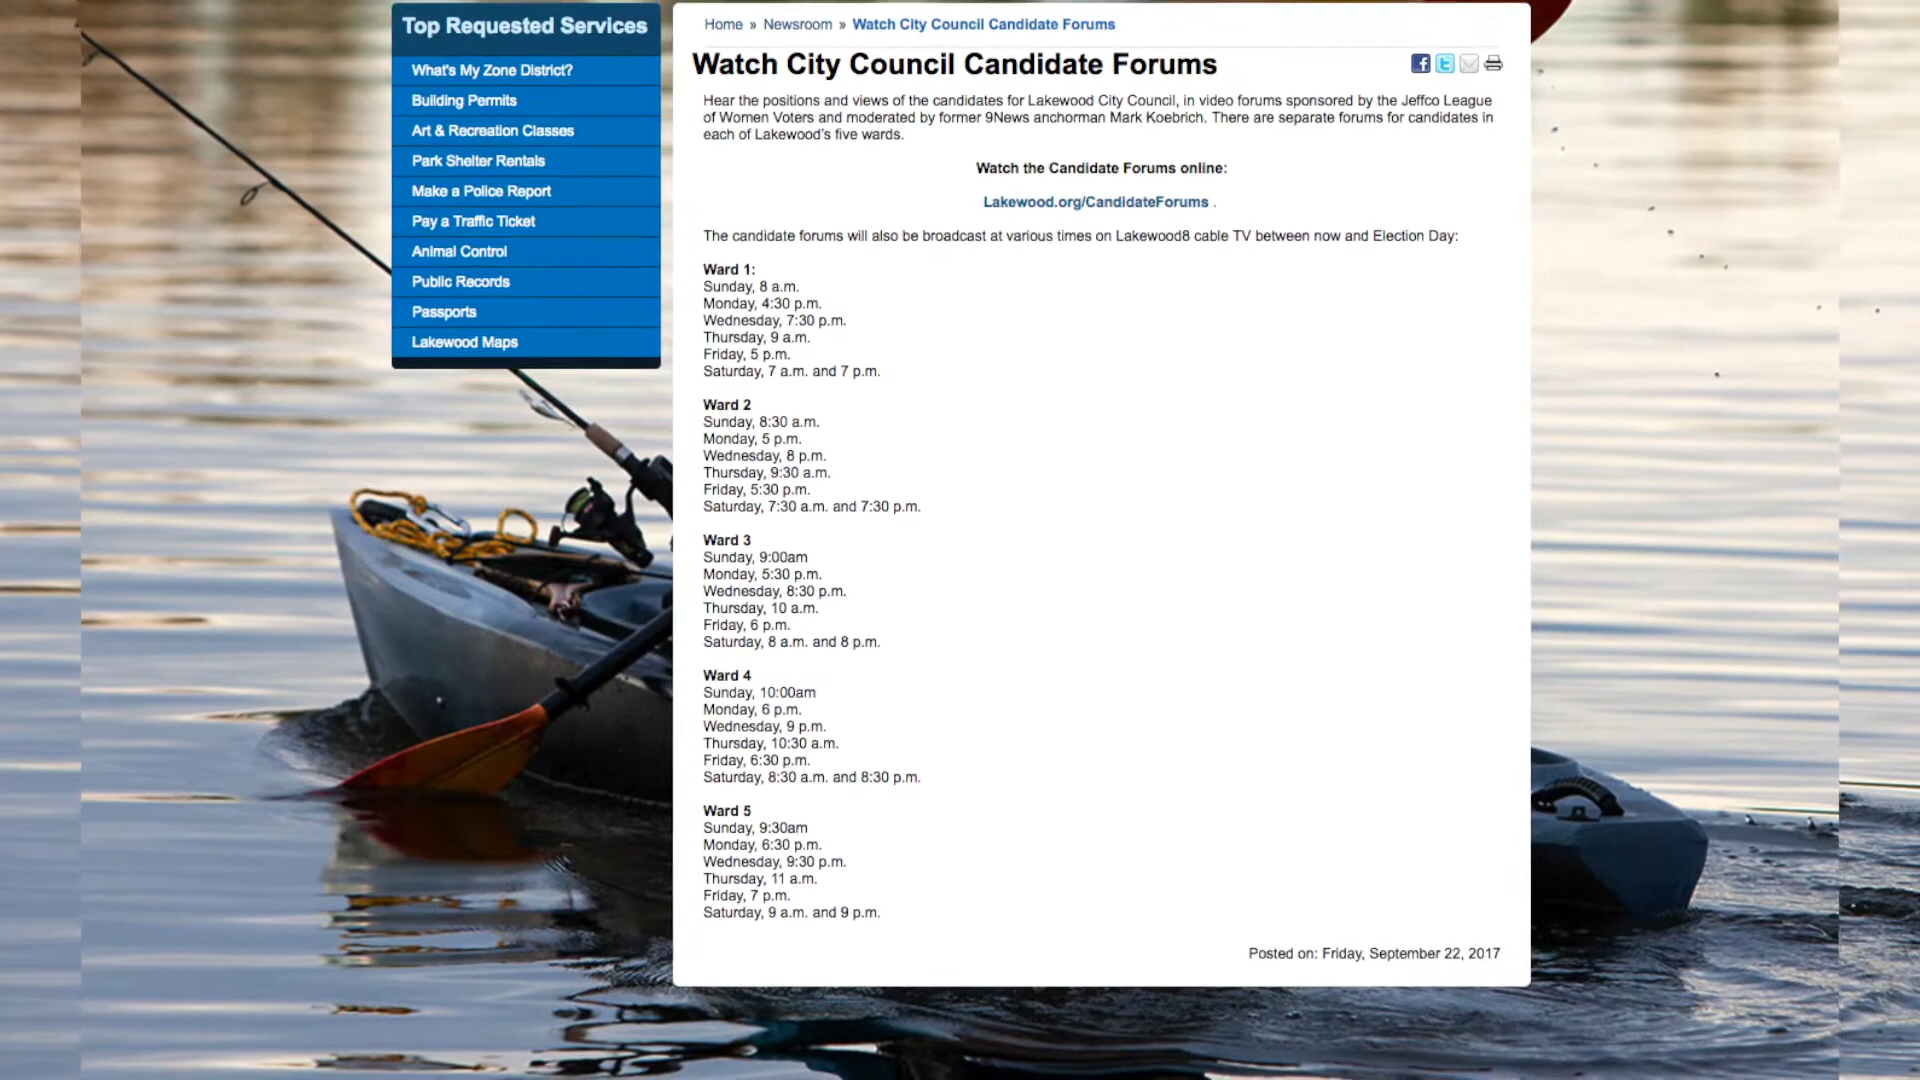 Top Requested Services
What's My Zone District?
Building Permits
Art & Recreation Classes
Park Shelter Rentals
Make a Police Report
Pay a Traffic Ticket
Animal Control
Public Records
Passports
Lakewood Maps
Home » Newsroom » Watch City Council Candidate Forums
Watch City Council Candidate Forums
Hear the positions and views of the candidates for Lakewood City Council, in video forums sponsored by the Jeffco League
of Women Voters and moderated by former 9News anchorman Mark Koebrich. There are separate forums for candidates in
each of Lakewood's five wards.
Watch the Candidate Forums online:
Lakewood.org/CandidateForums .
The candidate forums will also be broadcast at various times on Lakewood8 cable TV between now and Election Day:
Ward 1:
Sunday, 8 a.m.
Monday, 4:30 p.m.
Wednesday, 7:30 p.m.
Thursday, 9 a.m.
Friday, 5 p.m.
Saturday, 7 a.m. and 7 p.m.
Ward 2
Sunday, 8:30 a.m.
Monday, 5 p.m.
Wednesday, 8 p.m.
Thursday, 9:30 a.m.
Friday, 5:30 p.m.
Saturday, 7:30 a.m. and 7:30 p.m.
Ward 3
Sunday, 9:00am
Monday, 5:30 p.m.
Wednesday, 8:30 p.m.
Thursday, 10 a.m.
Friday, 6 p.m.
Saturday, 8 a.m. and 8 p.m.
Ward 4
Sunday, 10:00am
Monday, 6 p.m.
Wednesday, 9 p.m.
Thursday, 10:30 a.m.
Friday, 6:30 p.m.
Saturday, 8:30 a.m. and 8:30 p.m.
Ward 5
Sunday, 9:30am
Monday, 6:30 p.m.
Wednesday, 9:30 p.m.
Thursday, 11 a.m.
Friday, 7 p.m.
Saturday, 9 a.m. and 9 p.m.
Posted on: Friday, September 22, 2017